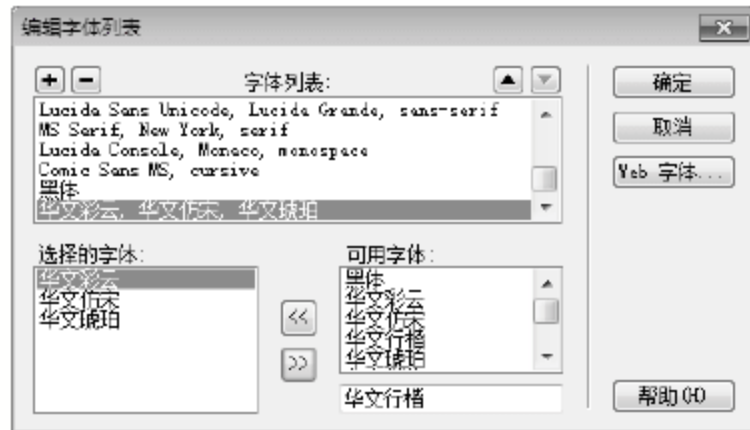 编辑字体列表
字体列表:
Lucida Sans Unicode, Lucida Grande, sans-serif
MS Serif, New York, serif
Lucida Console, Monaco, monospace
Comic Sans MS, cursive
黑体
华文彩云, 华文仿宋, 华文琥珀
选择的字体:
华文彩云
华文仿宋
华文琥珀
<<
>>
可用字体:
黑体
华文彩云
华文仿宋
华文行楷
华文琥珀
华文行楷
确定
取消
Web 字体...
帮助(H)